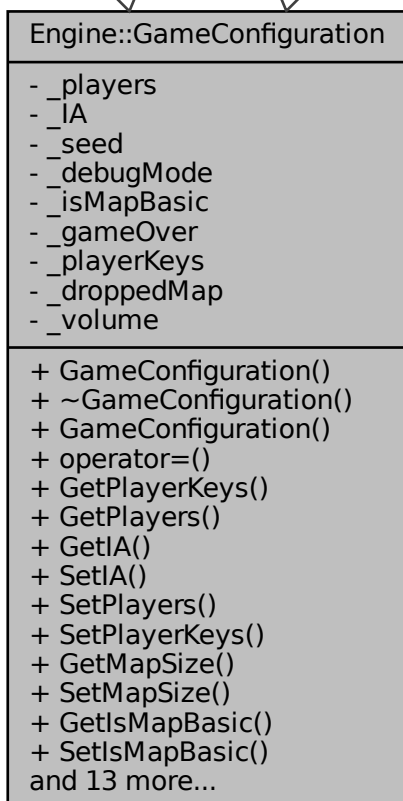 Engine::GameConfiguration
- _players
- _IA
- _seed
- _debugMode
- _isMapBasic
- _gameOver
- _playerKeys
- _droppedMap
- _volume
+ GameConfiguration()
+ ~GameConfiguration()
+ GameConfiguration()
+ operator=()
+ GetPlayerKeys()
+ GetPlayers()
+ GetIA()
+ SetIA()
+ SetPlayers()
+ SetPlayerKeys()
+ GetMapSize()
+ SetMapSize()
+ GetIsMapBasic()
+ SetIsMapBasic()
and 13 more...